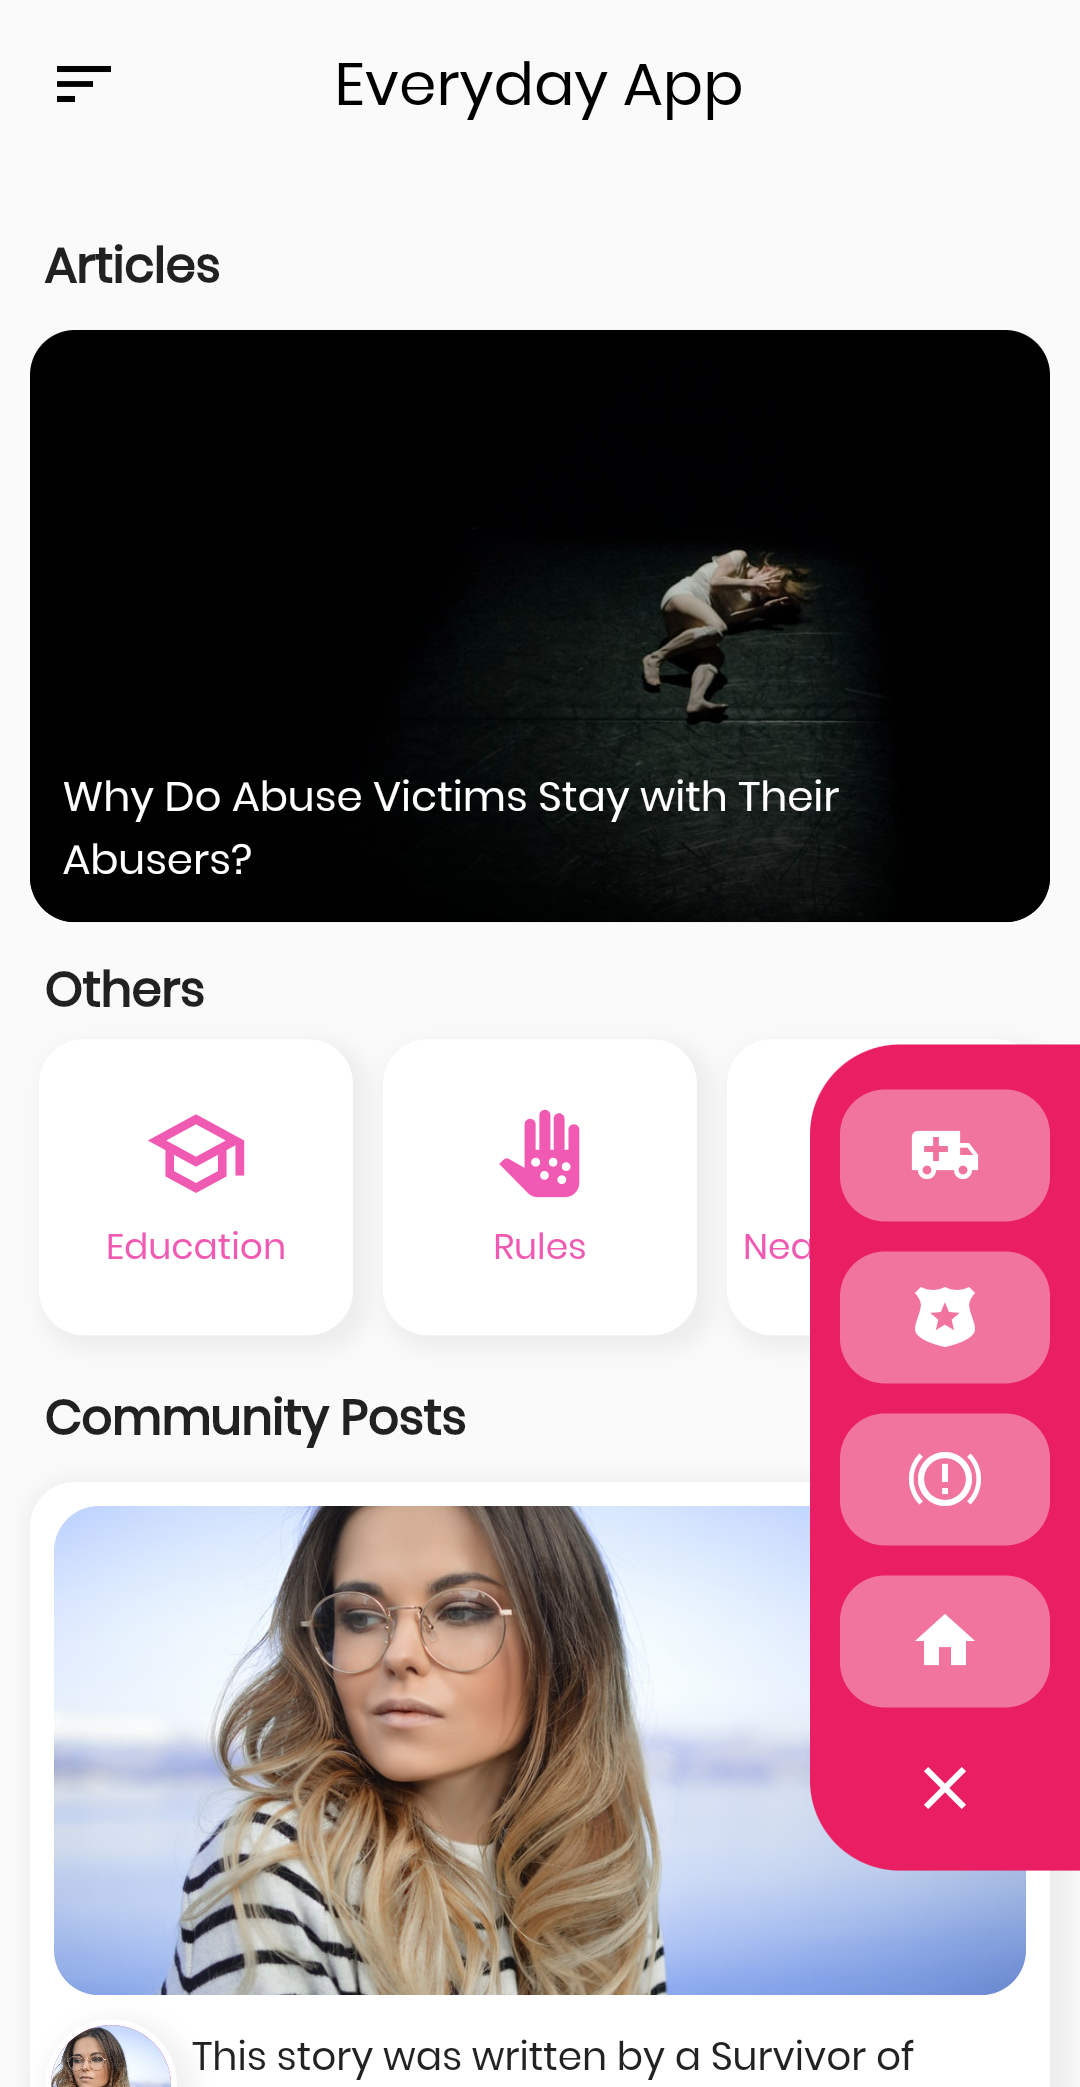 Everyday App
Articles
Why Do Abuse Victims Stay with Their
Abusers?
Others
Education
Rules
Community Posts
This story was written by a Survivor of